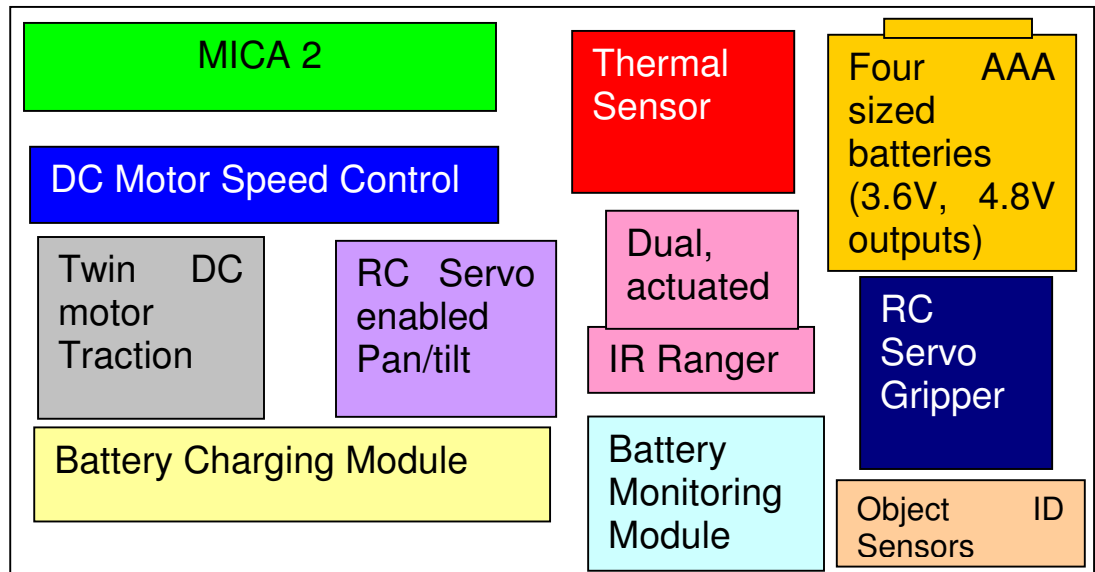 MICA 2
DC Motor Speed Control
Twin DC
motor
Traction
RC Servo
enabled
Pan/tilt
Battery Charging Module
Thermal
Sensor
Dual,
actuated
IR Ranger
Battery
Monitoring
Module
Four AAA
sized
batteries
(3.6V, 4.8V
outputs)
RC
Servo
Gripper
Object ID
Sensors